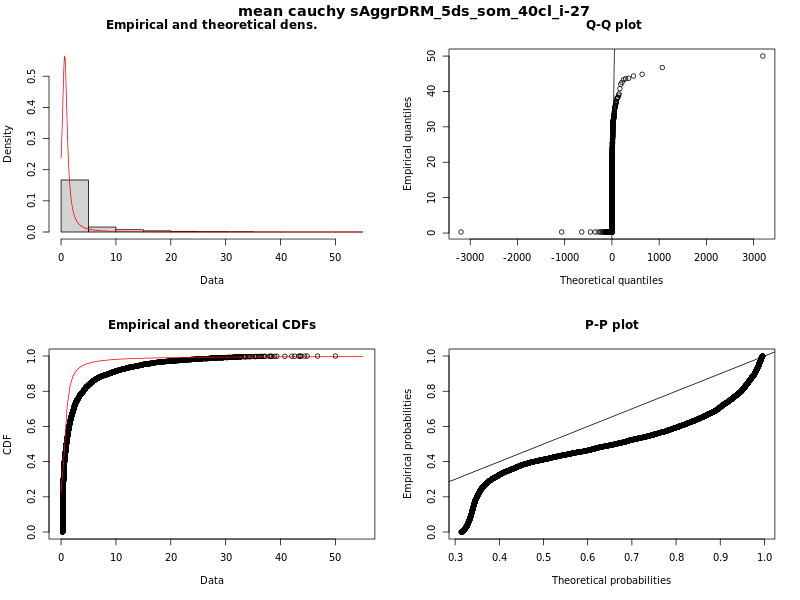 mean cauchy sAggrDRM_5ds_som_40cl_i-27
Empirical and theoretical dens.
Density
0.0 0.1 0.2 0.3 0.4 0.5
0 10 20 30 40 50
Data
Q-Q plot
Empirical quantiles
0 10 20 30 40 50
-3000 -2000 -1000 0 1000 2000 3000
Theoretical quantiles
Empirical and theoretical CDFs
CDF
0.0 0.2 0.4 0.6 0.8 1.0
0 10 20 30 40 50
Data
P-P plot
Empirical probabilities
0.0 0.2 0.4 0.6 0.8 1.0
0.3 0.4 0.5 0.6 0.7 0.8 0.9 1.0
Theoretical probabilities